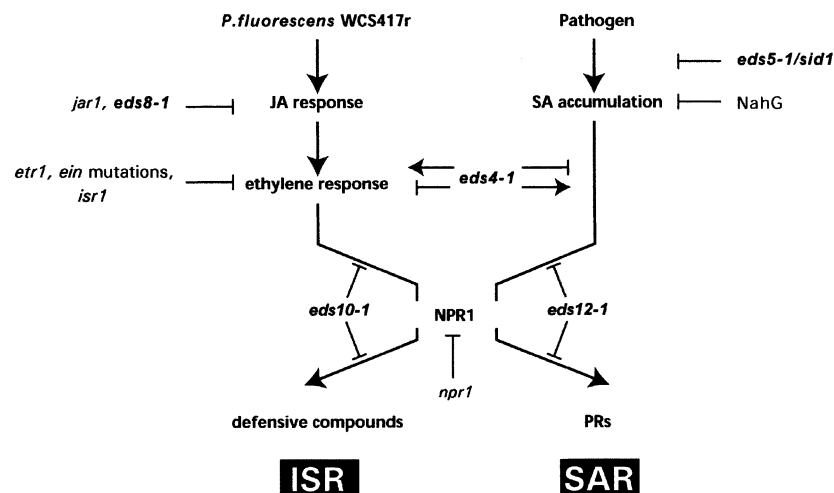 P.fluorescens WCS417r
Pathogen
eds5-1/sid1
jar1, eds8-1
JA response
SA accumulation
NahG
etr1, ein mutations,
isr1
ethylene response
eds4-1
eds10-1
NPR1
eds12-1
npr1
defensive compounds
PRs
ISR
SAR